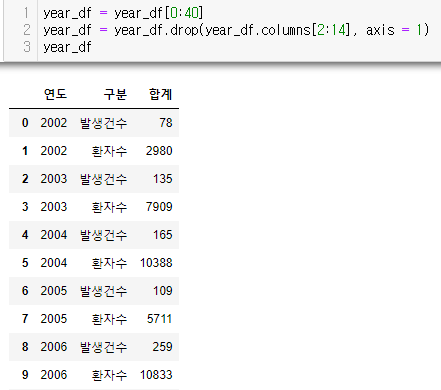 1 year_df = year_df[0:40]
2 year_df = year_df.drop(year_df.columns[2:14], axis = 1)
3 year_df
연도 구분 합계
0 2002 발생건수 78
1 2002 환자수 2980
2 2003 발생건수 135
3 2003 환자수 7909
4 2004 발생건수 165
5 2004 환자수 10388
6 2005 발생건수 109
7 2005 환자수 5711
8 2006 발생건수 259
9 2006 환자수 10833